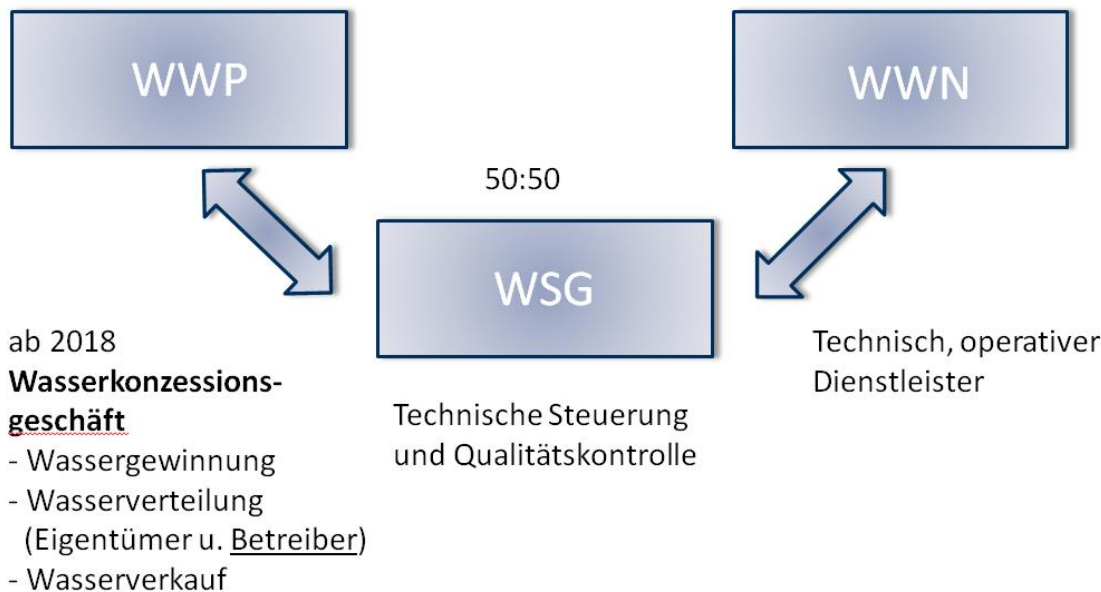 WWP
WWN
50:50
WSG
ab 2018
Wasserkonzessions-
geschäft
- Wassergewinnung
- Wasserverteilung
(Eigentümer u. Betreiber)
- Wasserverkauf
Technische Steuerung
und Qualitätskontrolle
Technisch, operativer
Dienstleister